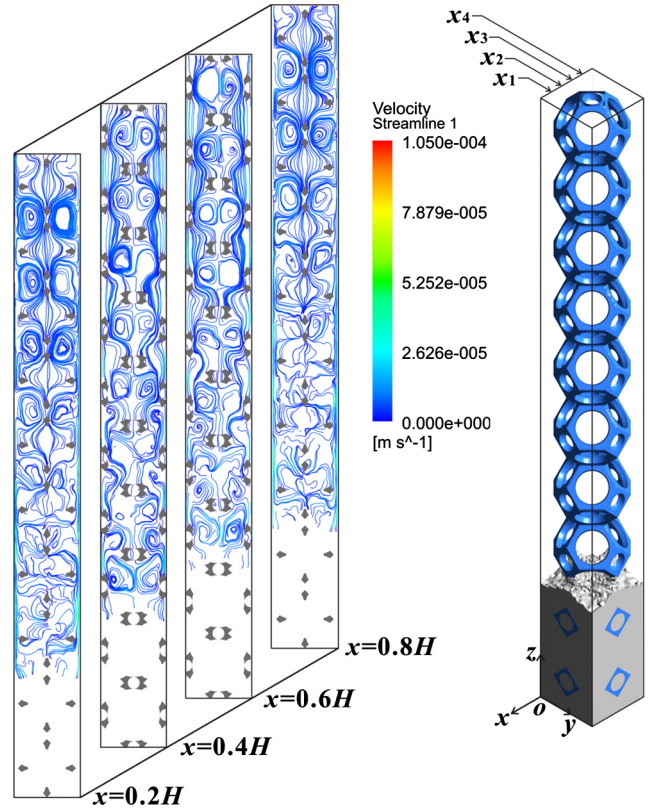 x4
x3
x2
x1
Velocity
Streamline 1
1.050e-004
7.879e-005
5.252e-005
2.626e-005
0.000e+000
[m s^-1]
x=0.8H
x=0.6H
x=0.4H
x=0.2H
z
x
o
y